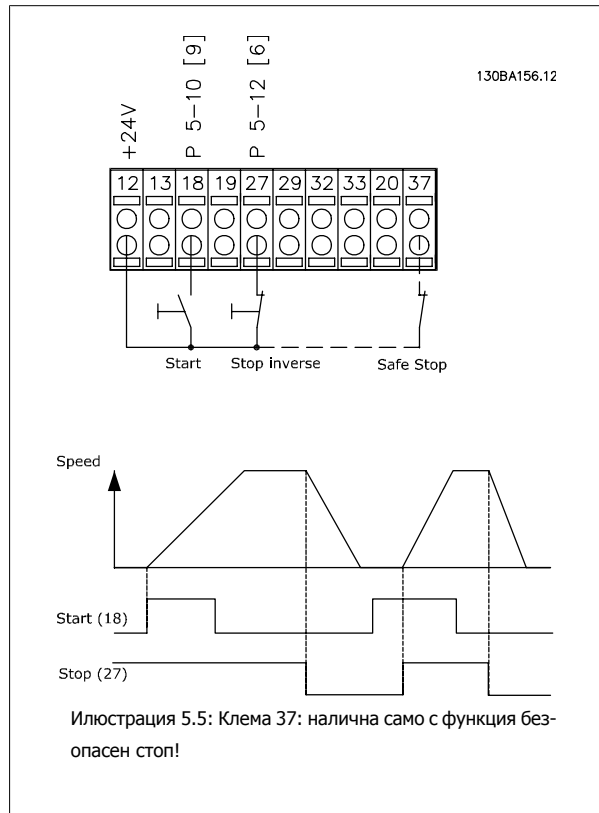 130BA156.12
+24V
P 5-10 [9]
P 5-12 [6]
12 13 18 19 27 29 32 33 20 37
Start Stop inverse Safe Stop
Speed
Start (18)
Stop (27)
Илюстрация 5.5: Клема 37: налична само с функция без-
опасен стоп!